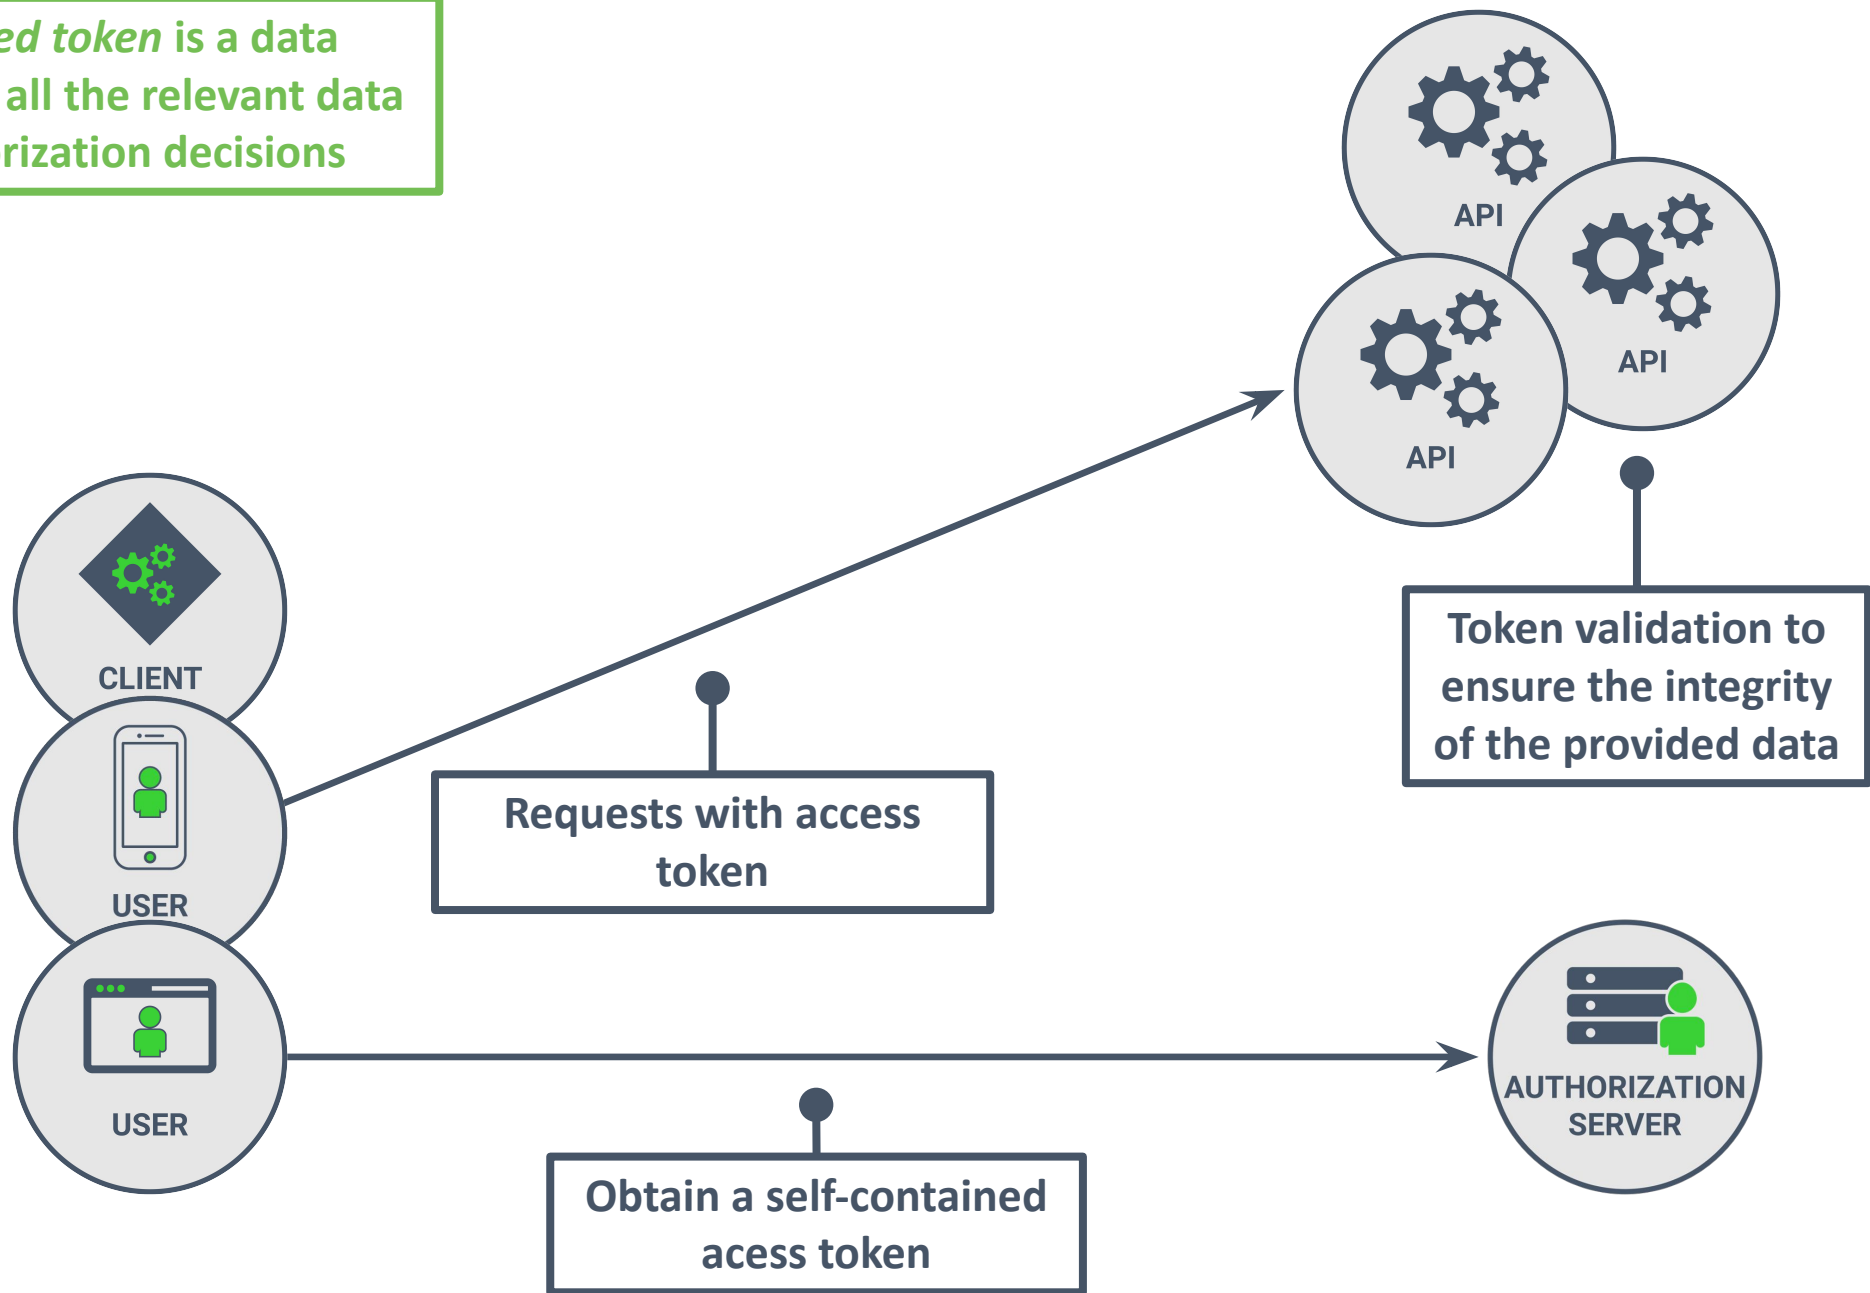 ed token is a data
all the relevant data
rization decisions
API
API
API
CLIENT
Token validation to
ensure the integrity
of the provided data
Requests with access
token
USER
USER
AUTHORIZATION
SERVER
Obtain a self-contained
acess token